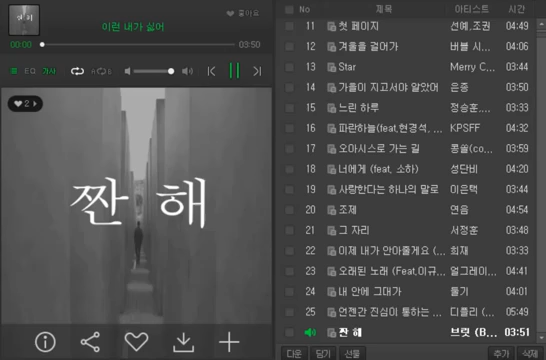 짠 해
좋아요
이런 내가 싫어
00:00
03:50
EQ 가사
2
짠 해
No 제목 아티스트 시간
11 첫 페이지 선예,조권 04:49
12 겨울을 걸어가 버블 시... 04:06
13 Star Merry C... 03:44
14 가을이 지고서야 알았어 은종 03:50
15 느린 하루 정승훈.... 03:33
16 파란하늘(feat,현경석, ... KPSFF 04:32
17 오아시스로 가는 길 콩쓸(co... 03:59
18 너에게 (feat, 소하) 성단비 04:20
19 사랑한다는 하나의 말로 이은택 03:44
20 조제 연읍 04:54
21 그 자리 서정훈 03:48
22 이제 내가 안아줄게요 (... 희재 03:33
23 오래된 노래 (Feat,이규... 얼그레이... 04:41
24 내 안에 그대가 둘기 04:01
25 언젠간 진심이 통하는 ... 디플리 (... 05:49
짠 해 브릿 (B... 03:51
다운 담기 선물 추가 삭제